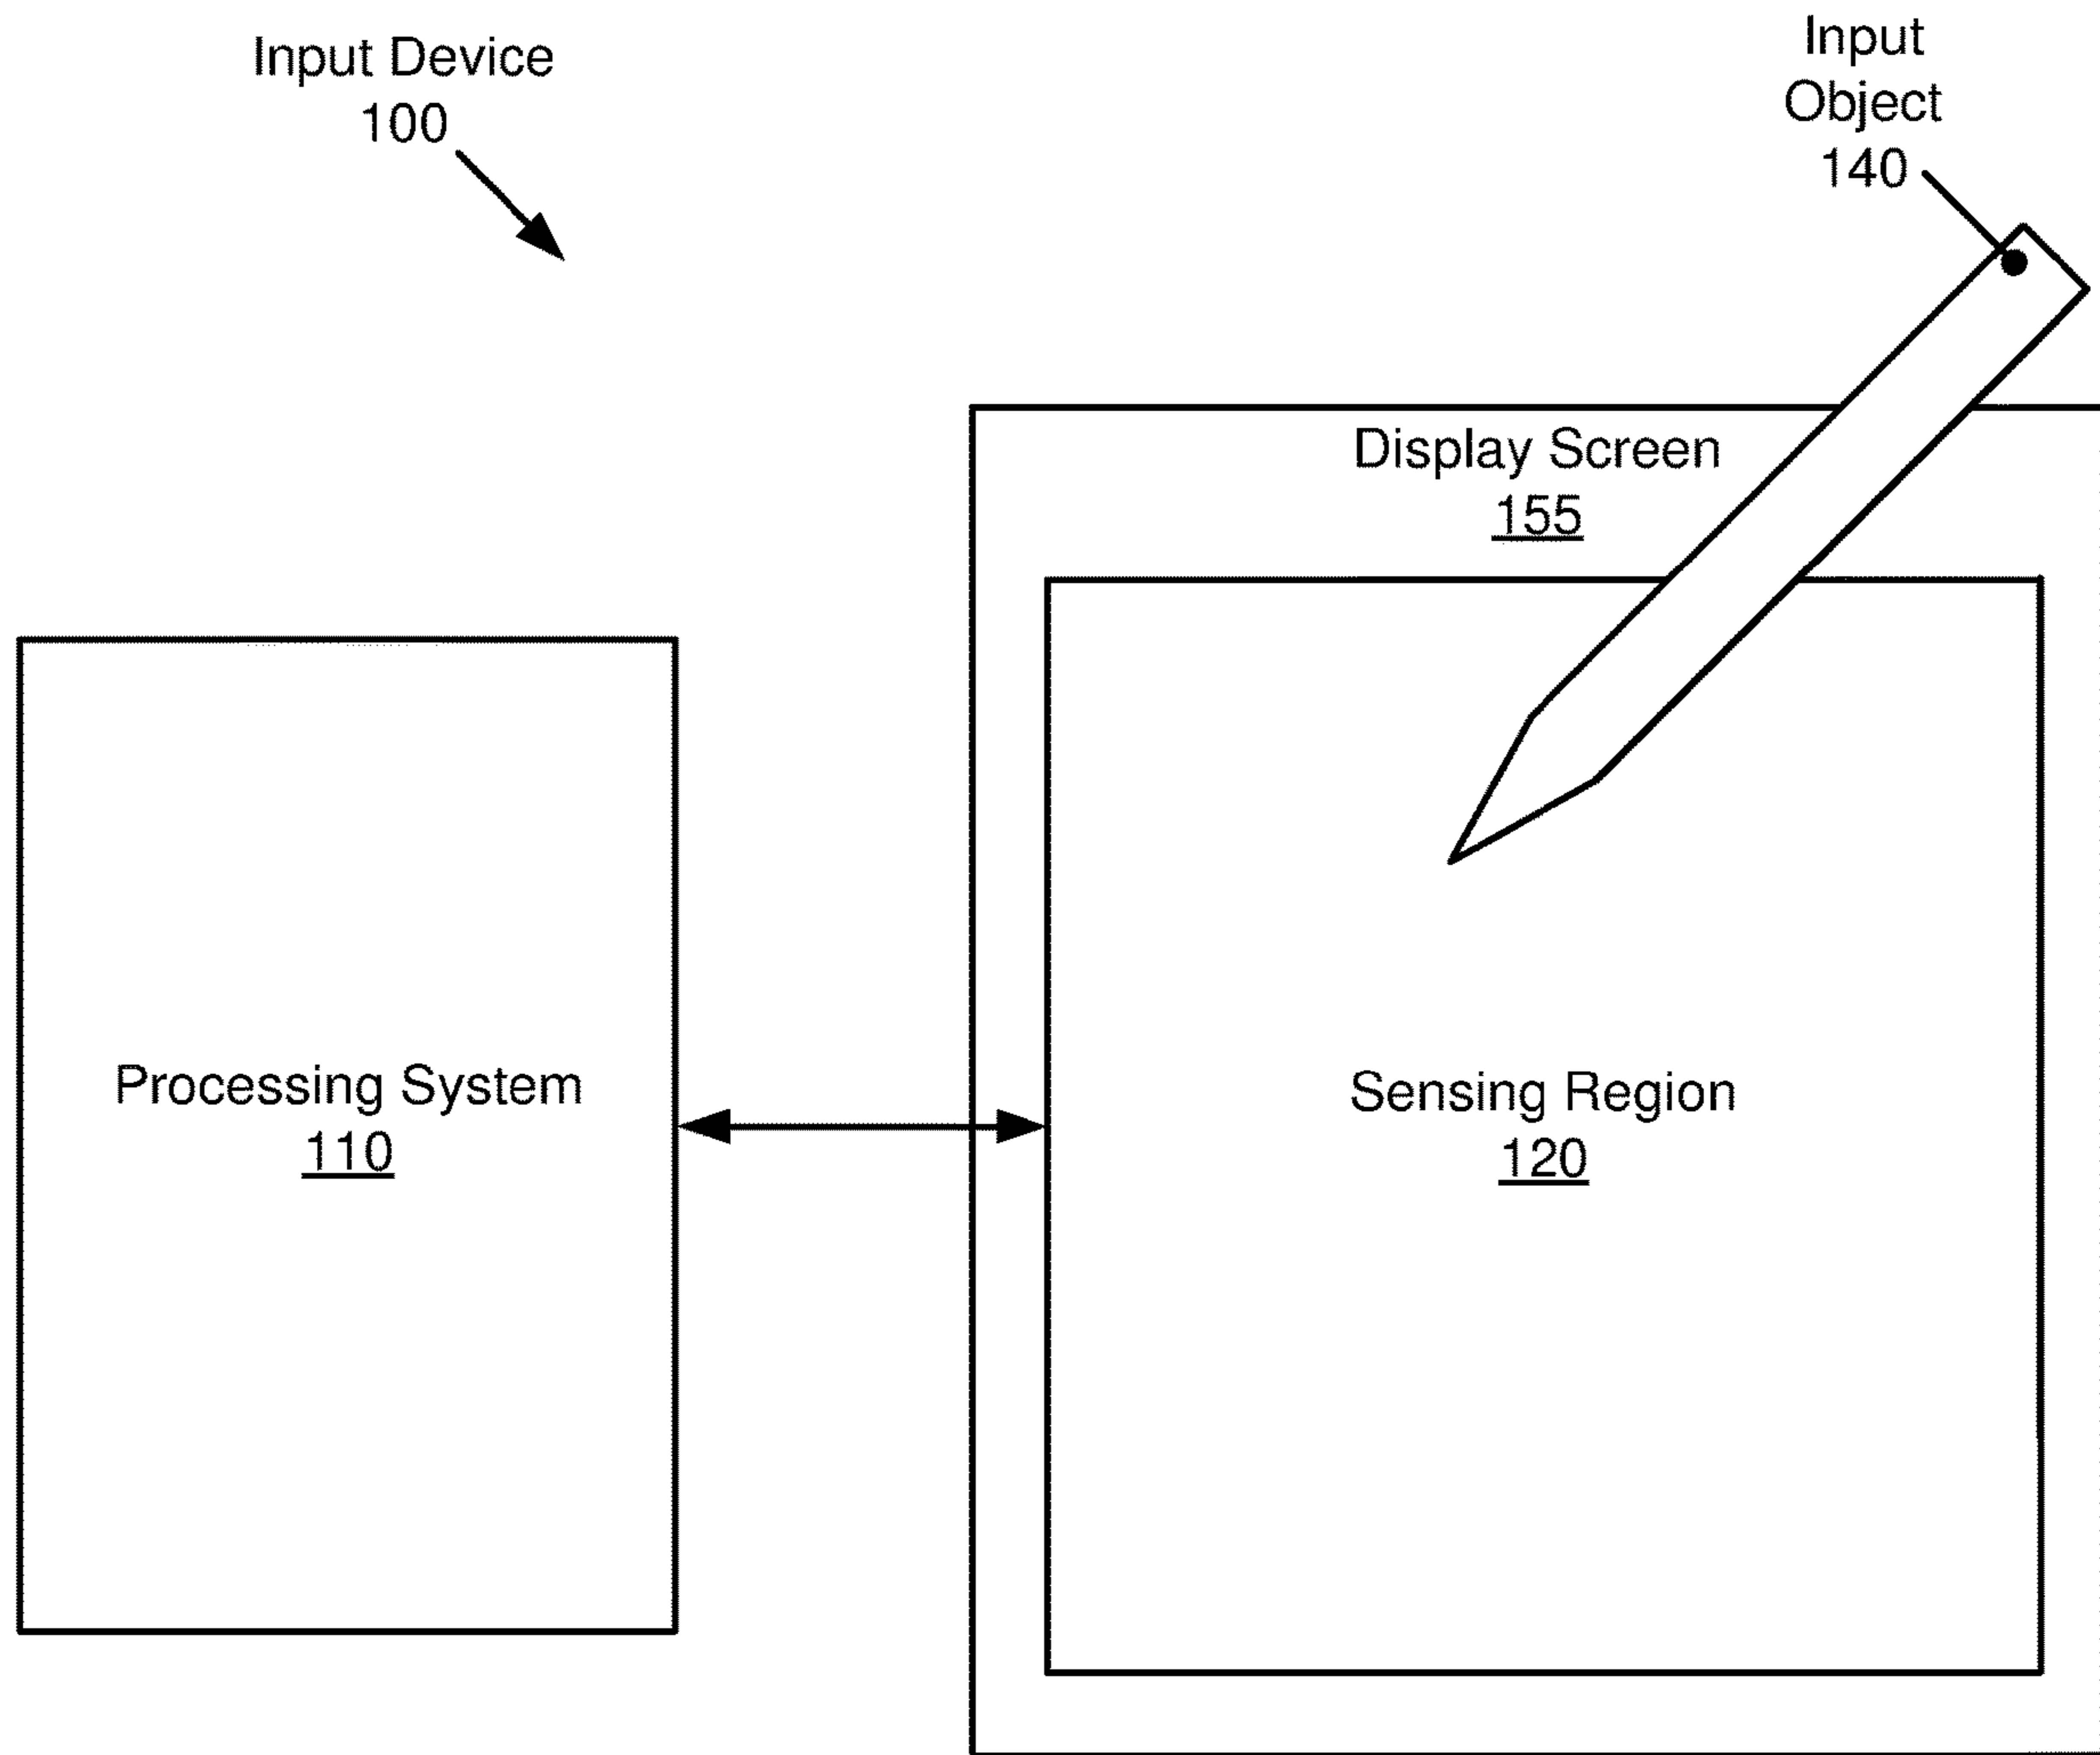 Input Device
100
Input
Object
140
Display Screen
155
Processing System
110
Sensing Region
120